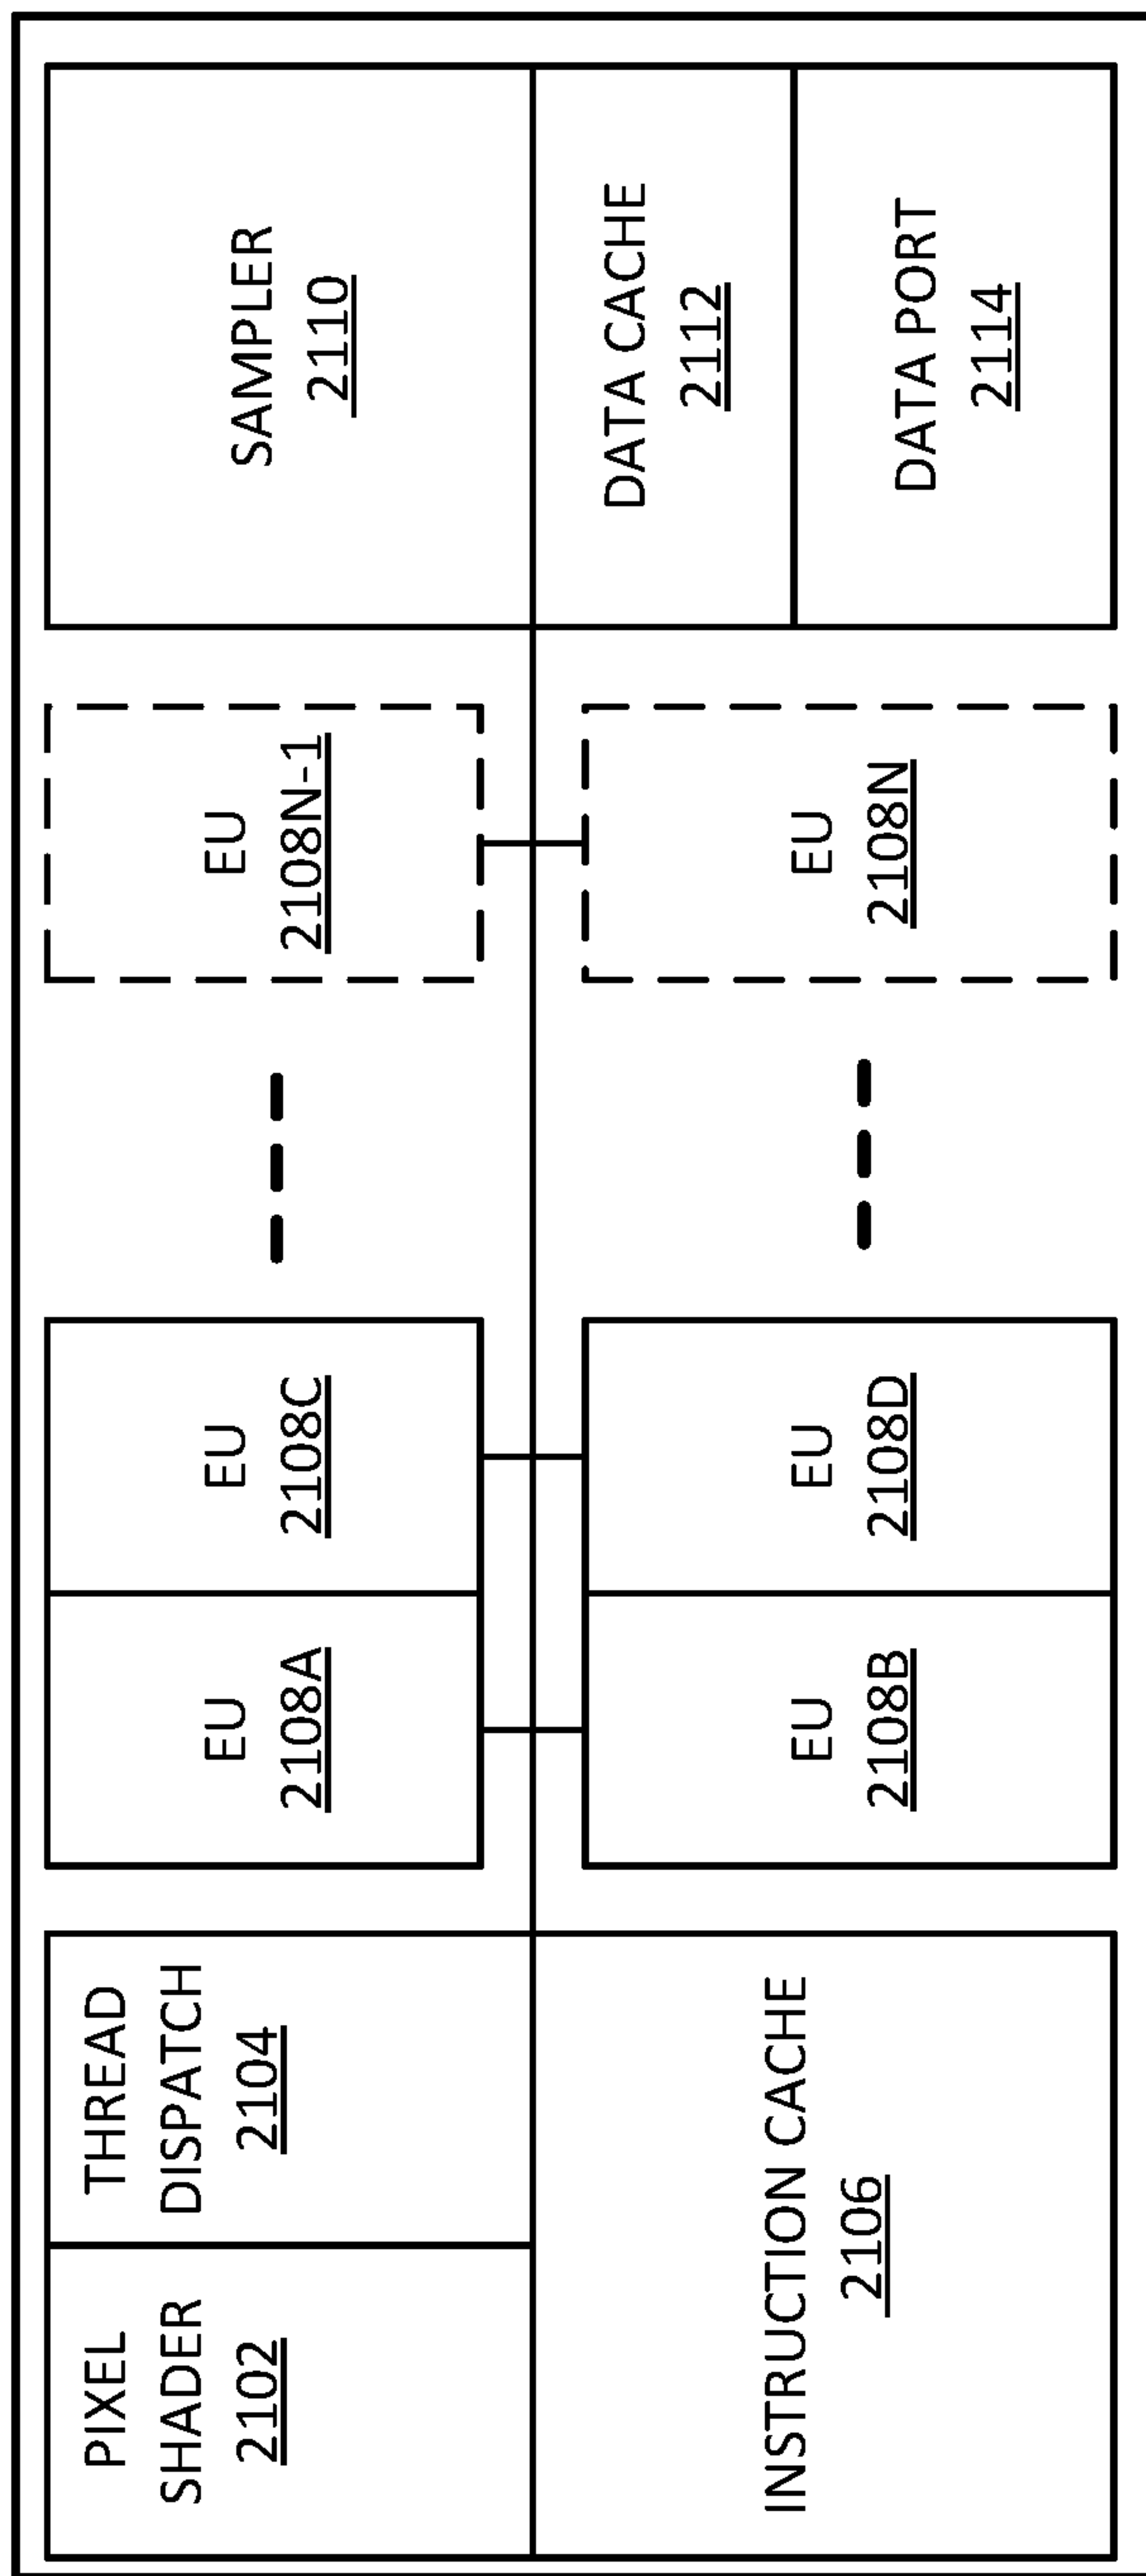 PIXEL
SHADER
2102
THREAD
DISPATCH
2104
INSTRUCTION CACHE
2106
EU
2108A
EU
2108C
EU
2108B
EU
2108D
EU
2108N-1
EU
2108N
SAMPLER
2110
DATA CACHE
2112
DATA PORT
2114